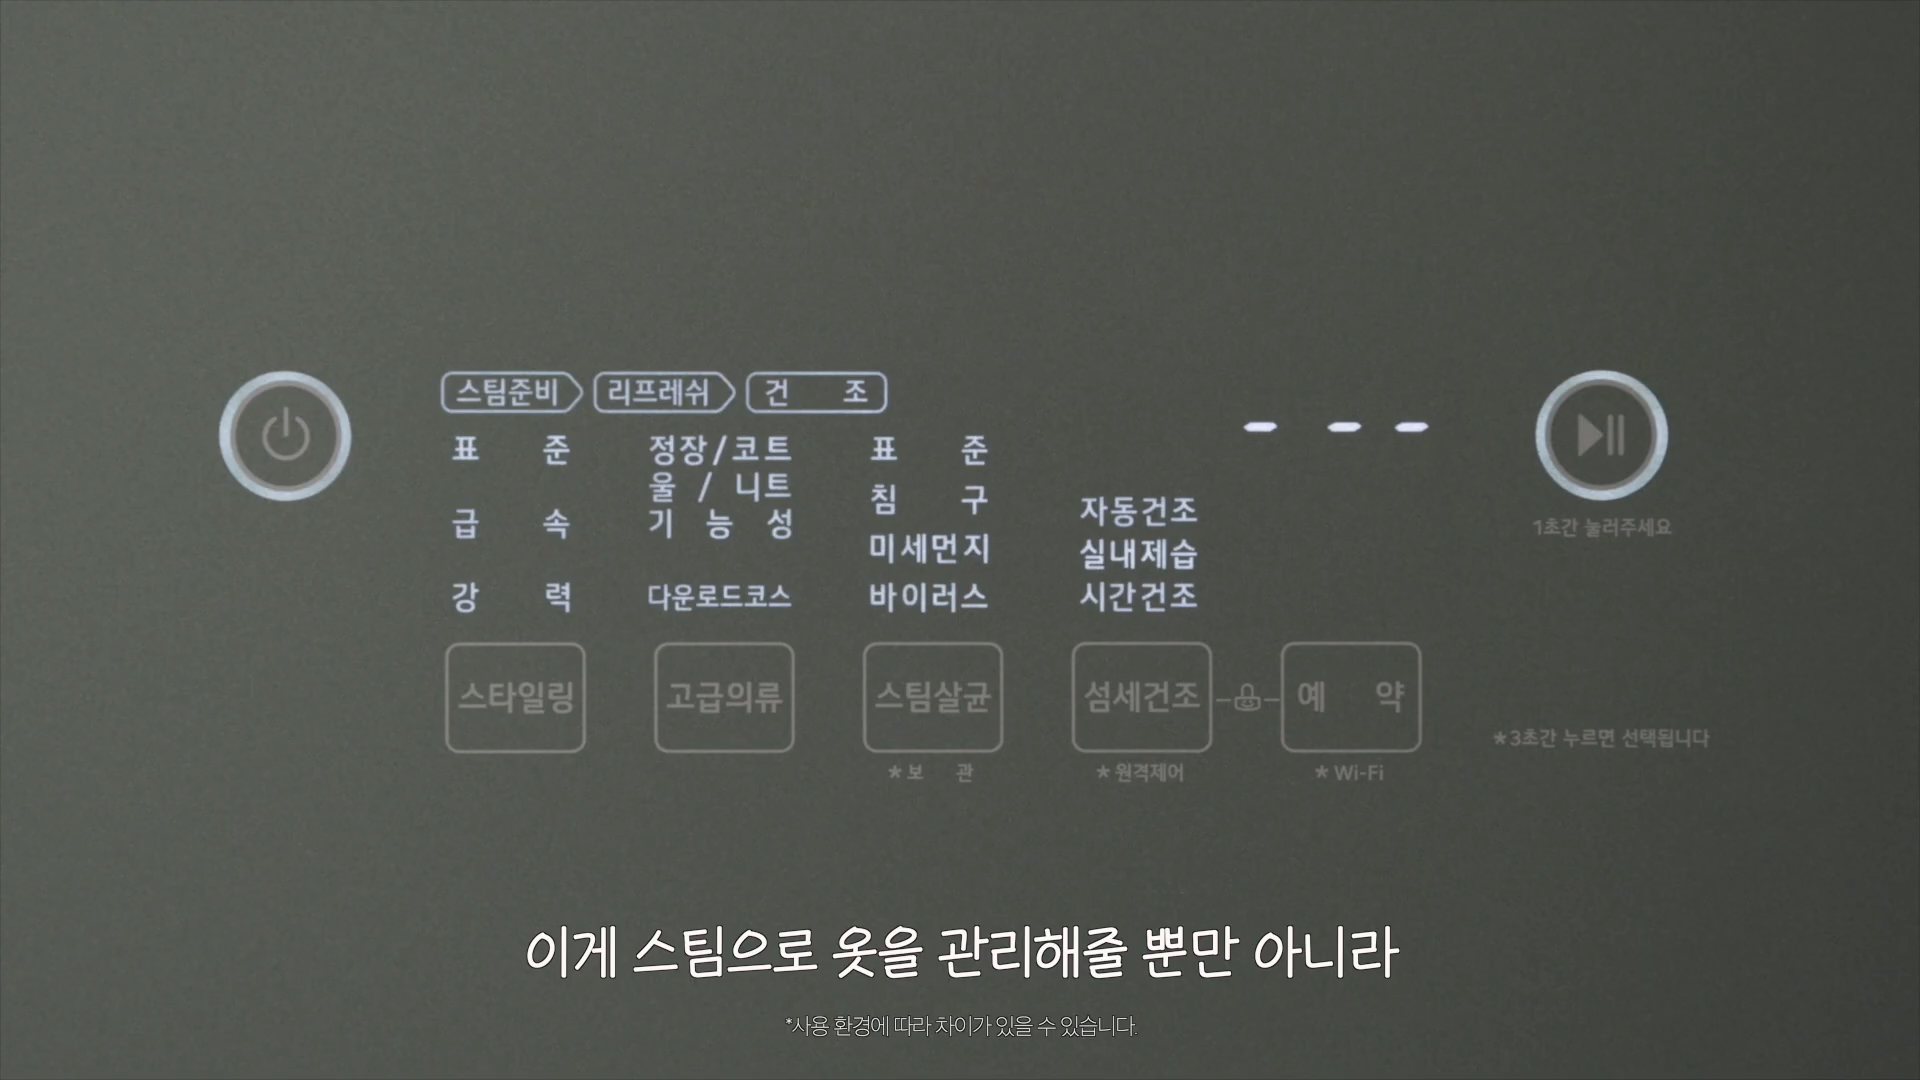 스팀준비 리프레쉬 건 조
표 준 정장/코트 표 준
울 / 니트
침 구
급 속 기 능 성 자동건조
1초간 눌러주세요
미세먼지 실내제습
강 력 다운로드코스 바이러스 시간건조
스타일링 고급의류 스팀살균 섬세건조 예 약
*3초간 누르면 선택됩니다
*보 관 *원격제어 *Wi-Fi
이게 스팀으로 옷을 관리해줄 뿐만 아니라
*사용 환경에 따라 차이가 있을 수 있습니다.